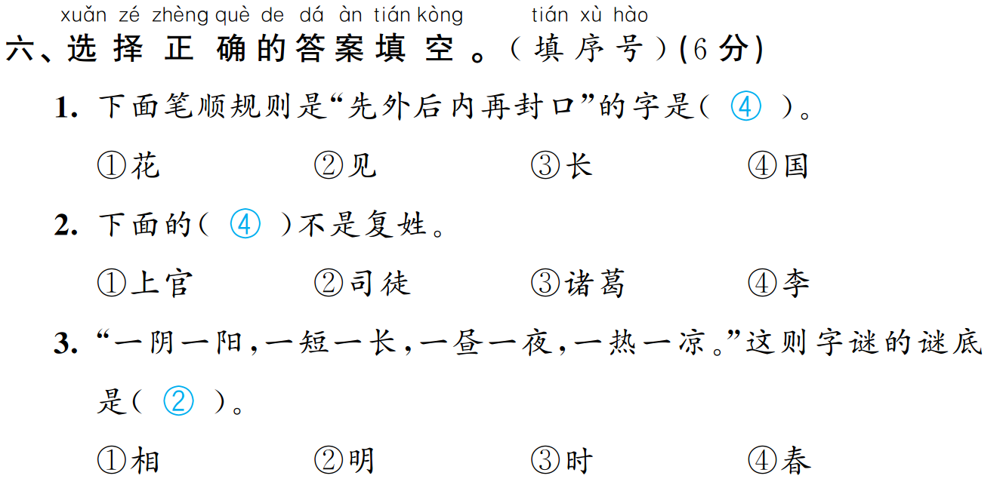 xuǎn zé zhèng què de dá àn tián kòng tián xù hào
六、选择正确的答案填空。（填序号）(6分)
1. 下面笔顺规则是“先外后内再封口”的字是( ④ )。
①花 ②见 ③长 ④国
2. 下面的( ④ )不是复姓。
①上官 ②司徒 ③诸葛 ④李
3. “一阴一阳,一短一长,一昼一夜,一热一凉。”这则字谜的谜底
是( ② )。
①相 ②明 ③时 ④春